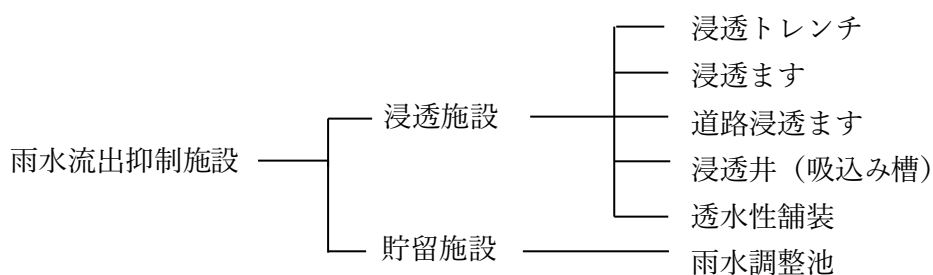 雨水流出抑制施設
浸透施設
浸透トレンチ
浸透ます
道路浸透ます
浸透井（吸込み槽）
透水性舗装
貯留施設
雨水調整池